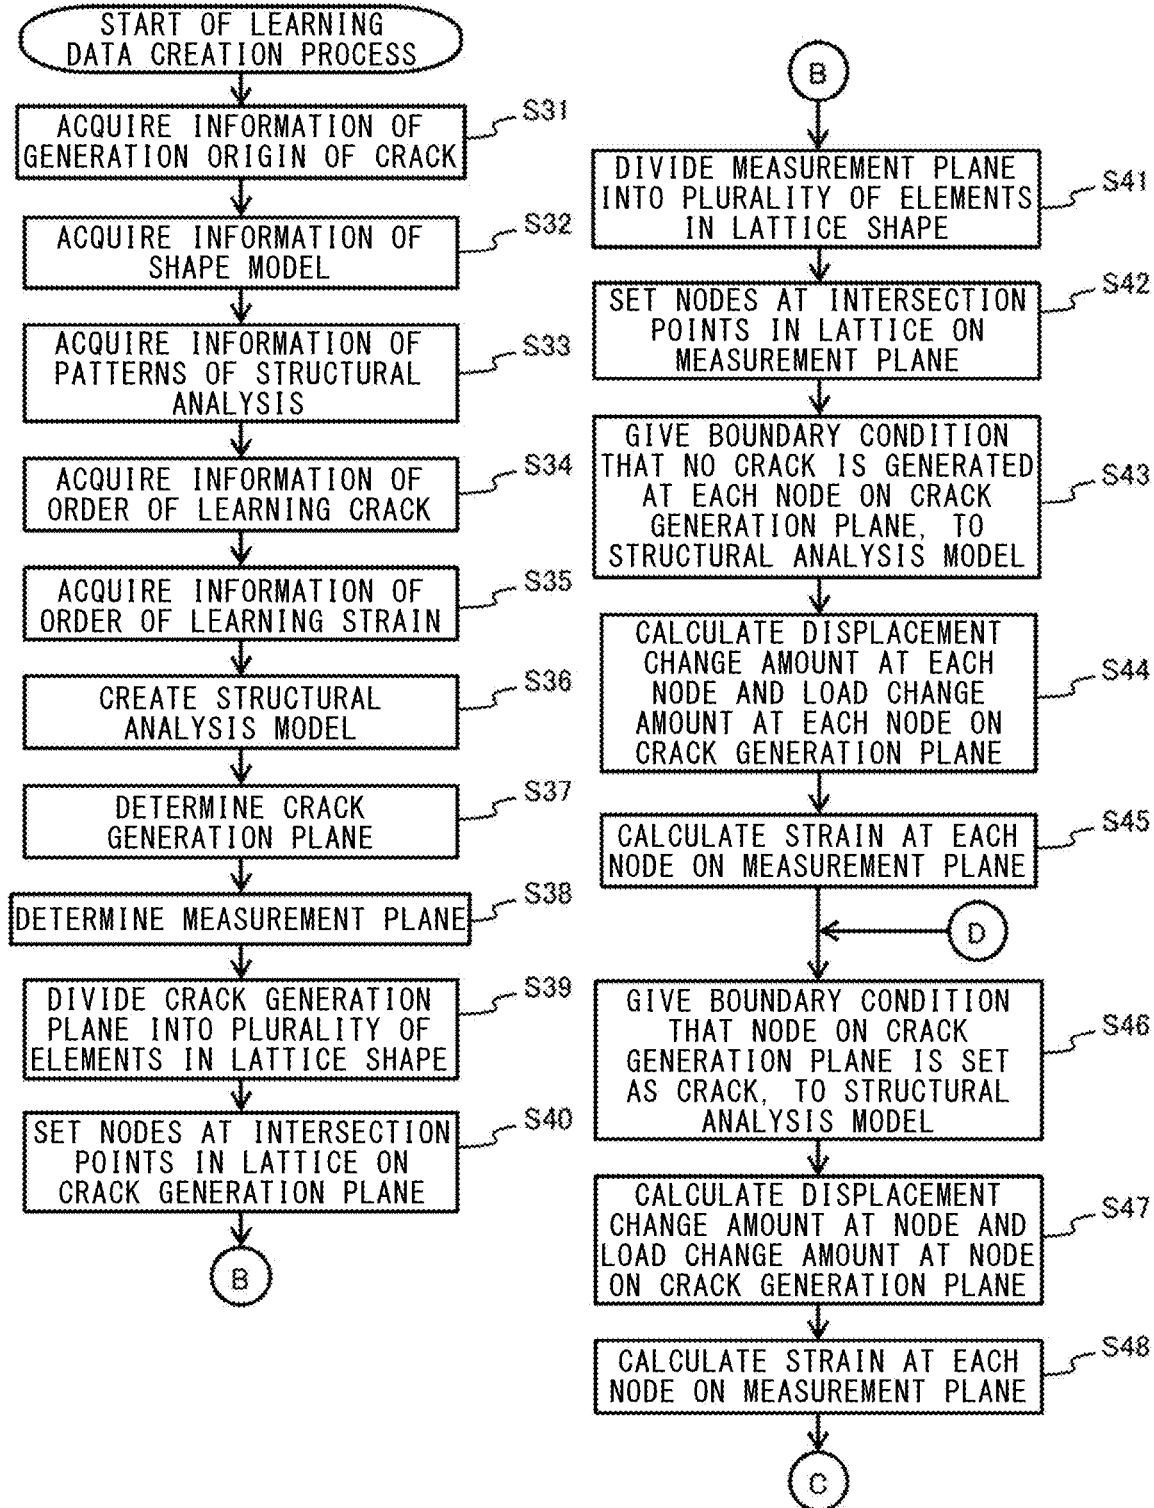 START OF LEARNING
DATA CREATION PROCESS
S31
ACQUIRE INFORMATION OF
GENERATION ORIGIN OF CRACK
S32
ACQUIRE INFORMATION OF
SHAPE MODEL
S33
ACQUIRE INFORMATION OF
PATTERNS OF STRUCTURAL
ANALYSIS
S34
ACQUIRE INFORMATION OF
ORDER OF LEARNING CRACK
S35
ACQUIRE INFORMATION OF
ORDER OF LEARNING STRAIN
S36
CREATE STRUCTURAL
ANALYSIS MODEL
S37
DETERMINE CRACK
GENERATION PLANE
S38
DETERMINE MEASUREMENT PLANE
S39
DIVIDE CRACK GENERATION
PLANE INTO PLURALITY OF
ELEMENTS IN LATTICE SHAPE
S40
SET NODES AT INTERSECTION
POINTS IN LATTICE ON
CRACK GENERATION PLANE
B
B
S41
DIVIDE MEASUREMENT PLANE
INTO PLURALITY OF ELEMENTS
IN LATTICE SHAPE
S42
SET NODES AT INTERSECTION
POINTS IN LATTICE ON
MEASUREMENT PLANE
S43
GIVE BOUNDARY CONDITION
THAT NO CRACK IS GENERATED
AT EACH NODE ON CRACK
GENERATION PLANE, TO
STRUCTURAL ANALYSIS MODEL
S44
CALCULATE DISPLACEMENT
CHANGE AMOUNT AT EACH
NODE AND LOAD CHANGE
AMOUNT AT EACH NODE ON
CRACK GENERATION PLANE
S45
CALCULATE STRAIN AT EACH
NODE ON MEASUREMENT PLANE
D
S46
GIVE BOUNDARY CONDITION
THAT NODE ON CRACK
GENERATION PLANE IS SET
AS CRACK, TO STRUCTURAL
ANALYSIS MODEL
S47
CALCULATE DISPLACEMENT
CHANGE AMOUNT AT NODE AND
LOAD CHANGE AMOUNT AT NODE
ON CRACK GENERATION PLANE
S48
CALCULATE STRAIN AT EACH
NODE ON MEASUREMENT PLANE
C